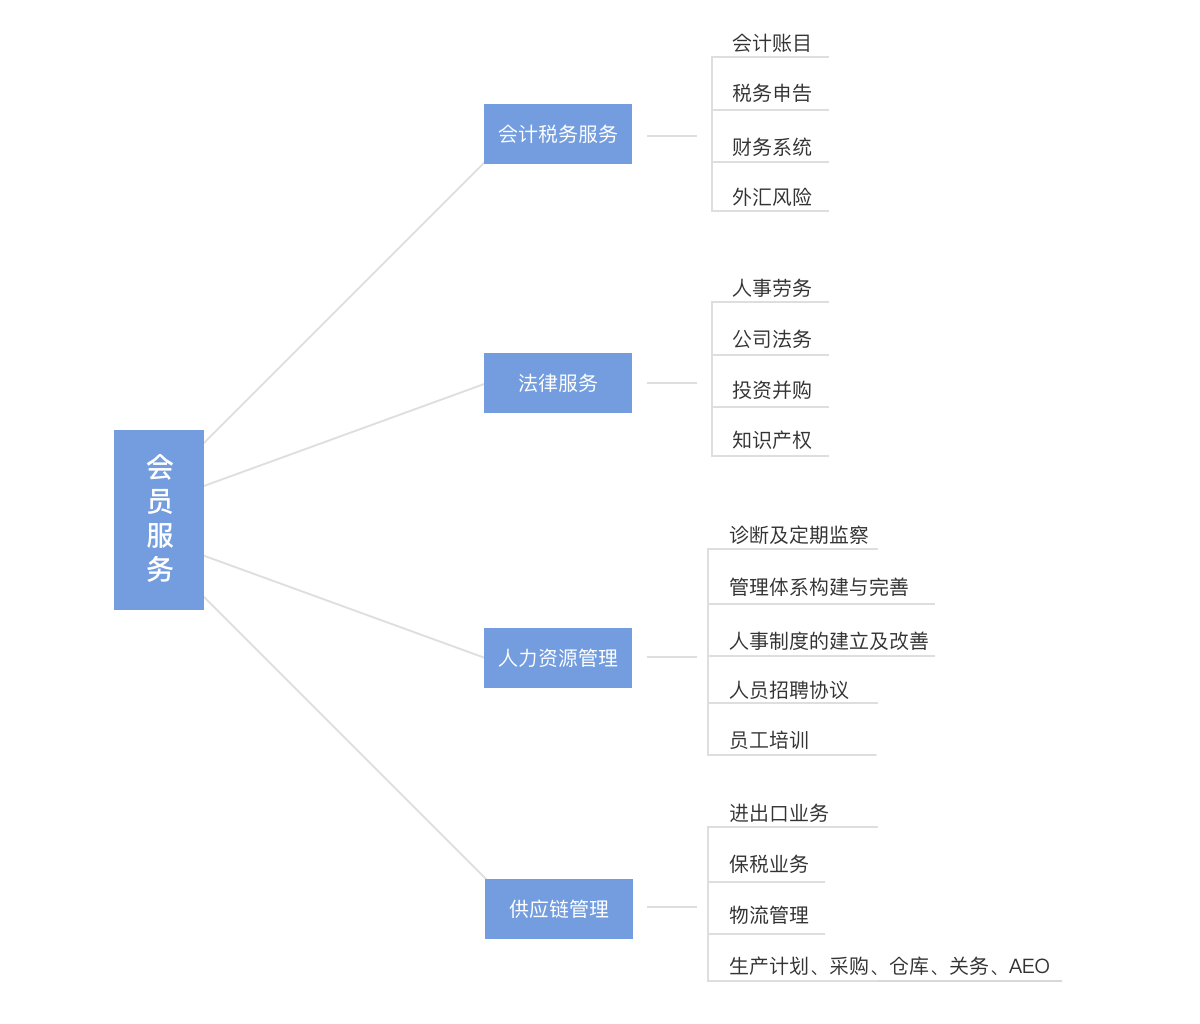 会员服务
会计税务服务
会计账目
税务申告
财务系统
外汇风险
法律服务
人事劳务
公司法务
投资并购
知识产权
人力资源管理
诊断及定期监察
管理体系构建与完善
人事制度的建立及改善
人员招聘协议
员工培训
供应链管理
进出口业务
保税业务
物流管理
生产计划、采购、仓库、关务、AEO